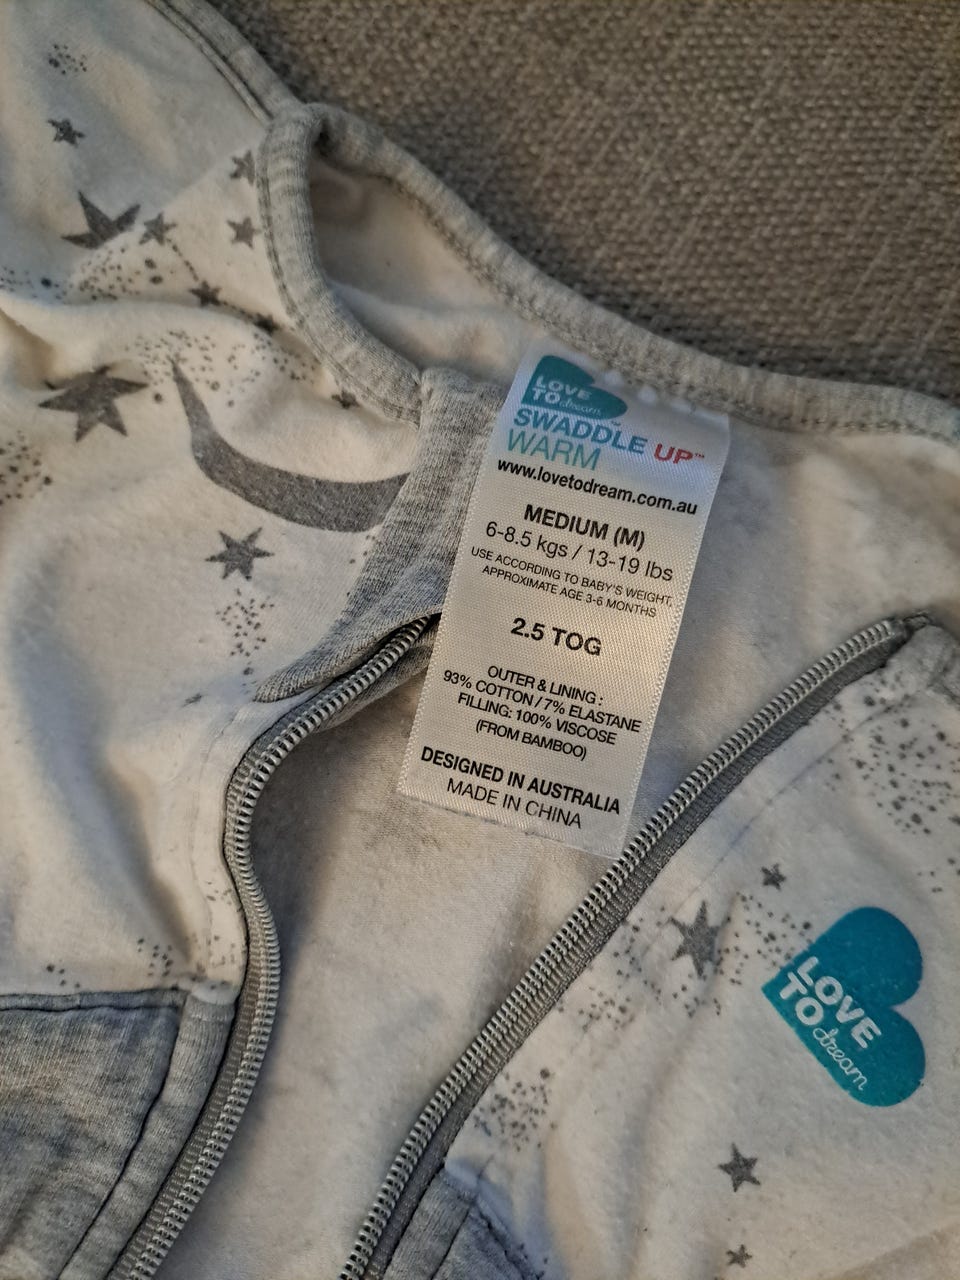 LOVE
TO dream™
SWADDLE UP™
WARM
www.lovetodream.com.au
MEDIUM (M)
6-8.5 kgs / 13-19 lbs
USE ACCORDING TO BABY'S WEIGHT,
APPROXIMATE AGE 3-6 MONTHS
2.5 TOG
OUTER & LINING :
93% COTTON / 7% ELASTANE
FILLING: 100% VISCOSE
(FROM BAMBOO)
DESIGNED IN AUSTRALIA
MADE IN CHINA
LOVE
TO dream